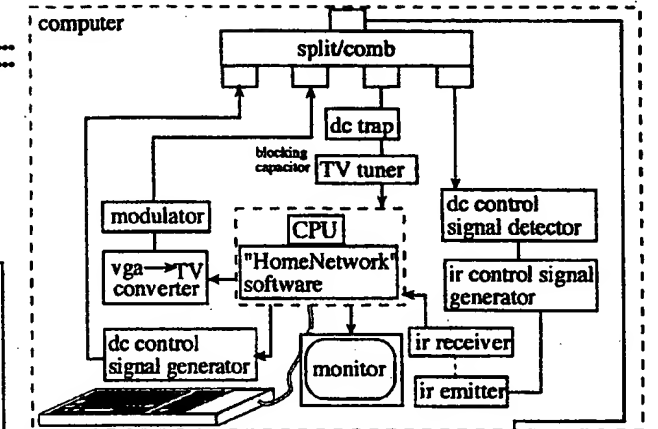 computer
split/comb
dc trap
blocking
capacitor
TV tuner
modulator
CPU
dc control
signal detector
vga→TV
converter
"HomeNetwork"
software
ir control signal
generator
dc control
signal generator
monitor
ir receiver
ir emitter